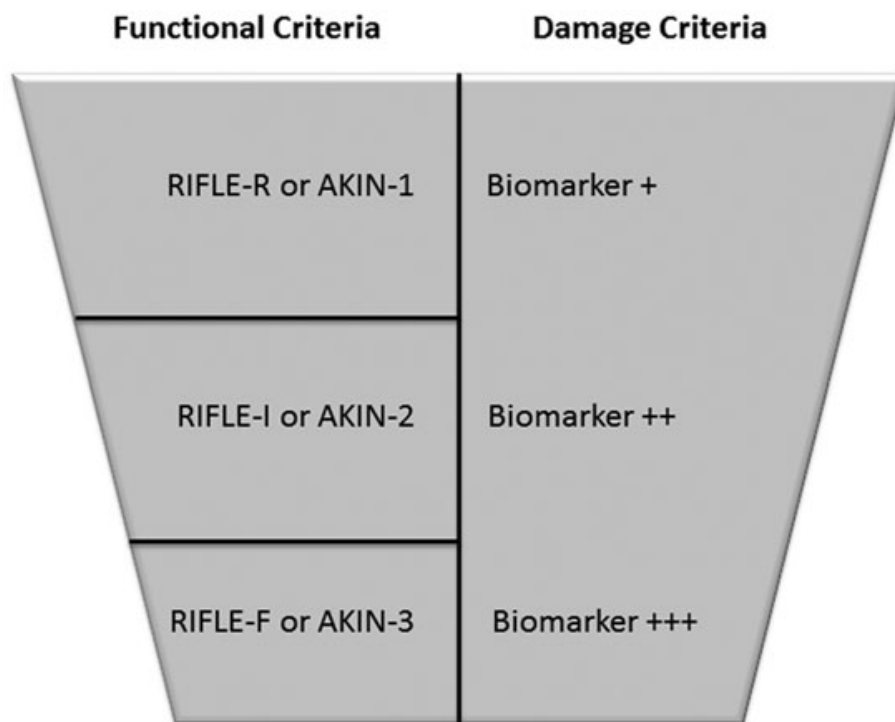 Functional Criteria
Damage Criteria
RIFLE-R or AKIN-1
Biomarker +
RIFLE-I or AKIN-2
Biomarker ++
RIFLE-F or AKIN-3
Biomarker +++